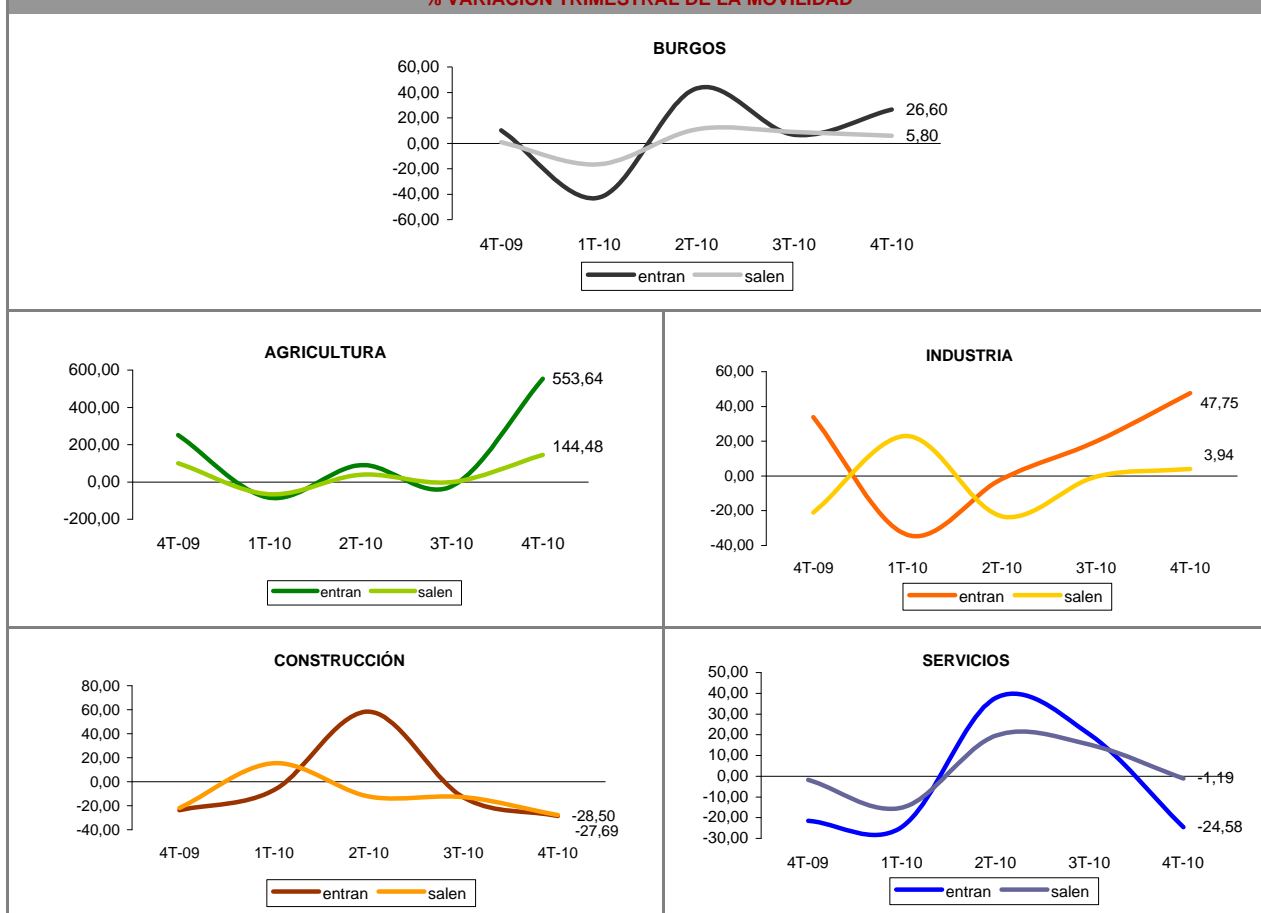 % VARIACIÓN TRIMESTRAL DE LA MOVILIDAD
BURGOS
60,00
40,00
20,00
0,00
-20,00
-40,00
-60,00
26,60
5,80
4T-09 1T-10 2T-10 3T-10 4T-10
entran salen
AGRICULTURA
600,00
400,00
200,00
0,00
-200,00
553,64
144,48
4T-09 1T-10 2T-10 3T-10 4T-10
entran salen
INDUSTRIA
60,00
40,00
20,00
0,00
-20,00
-40,00
47,75
3,94
4T-09 1T-10 2T-10 3T-10 4T-10
entran salen
CONSTRUCCIÓN
80,00
60,00
40,00
20,00
0,00
-20,00
-40,00
-28,50
-27,69
4T-09 1T-10 2T-10 3T-10 4T-10
entran salen
SERVICIOS
50,00
40,00
30,00
20,00
10,00
0,00
-10,00
-20,00
-30,00
-1,19
-24,58
4T-09 1T-10 2T-10 3T-10 4T-10
entran salen